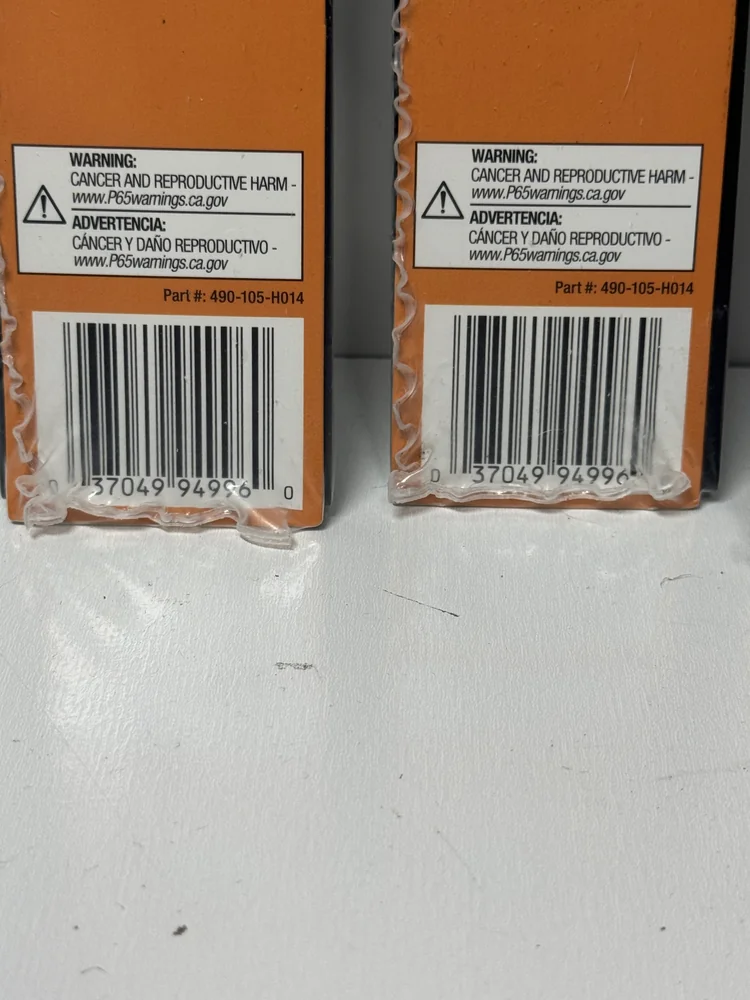 WARNING:
CANCER AND REPRODUCTIVE HARM -
www.P65warnings.ca.gov
ADVERTENCIA:
CÁNCER Y DAÑO REPRODUCTIVO -
www.P65warnings.ca.gov
Part #: 490-105-H014
0 37049 94996 0
WARNING:
CANCER AND REPRODUCTIVE HARM -
www.P65warnings.ca.gov
ADVERTENCIA:
CÁNCER Y DAÑO REPRODUCTIVO -
www.P65warnings.ca.gov
Part #: 490-105-H014
0 37049 94996